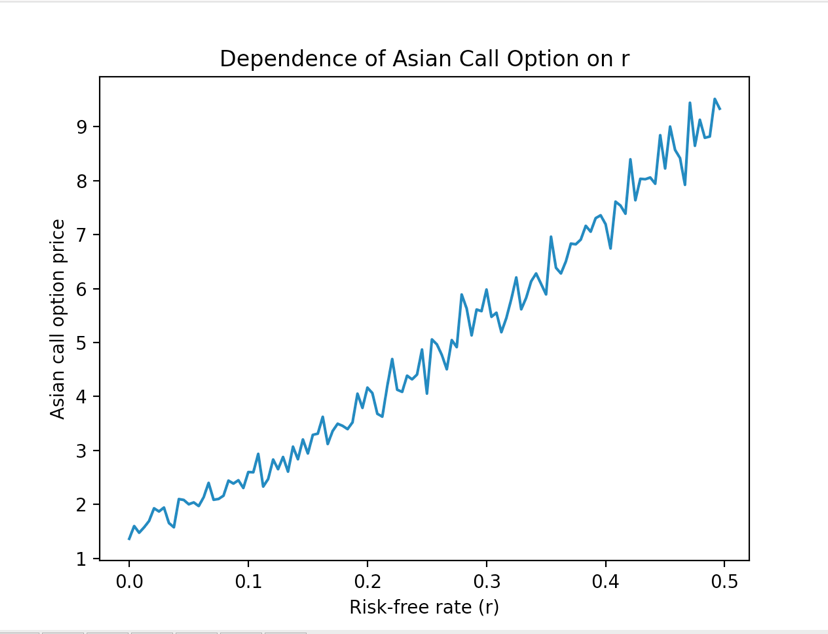 Dependence of Asian Call Option on r
Asian call option price
9
8
7
6
5
4
3
2
1
0.0 0.1 0.2 0.3 0.4 0.5
Risk-free rate (r)